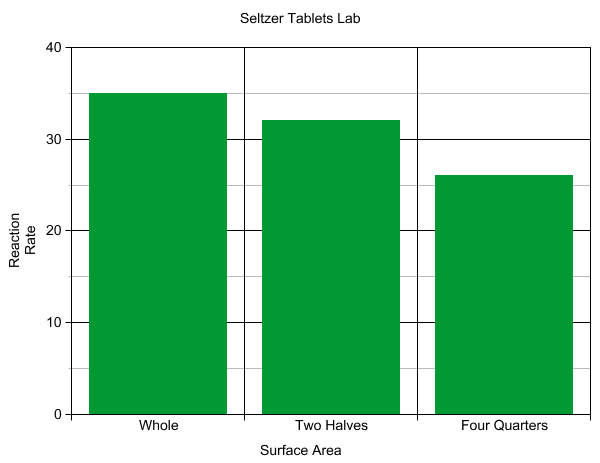 Seltzer Tablets Lab
40
30
20
10
0
Reaction
Rate
Whole
Two Halves
Four Quarters
Surface Area